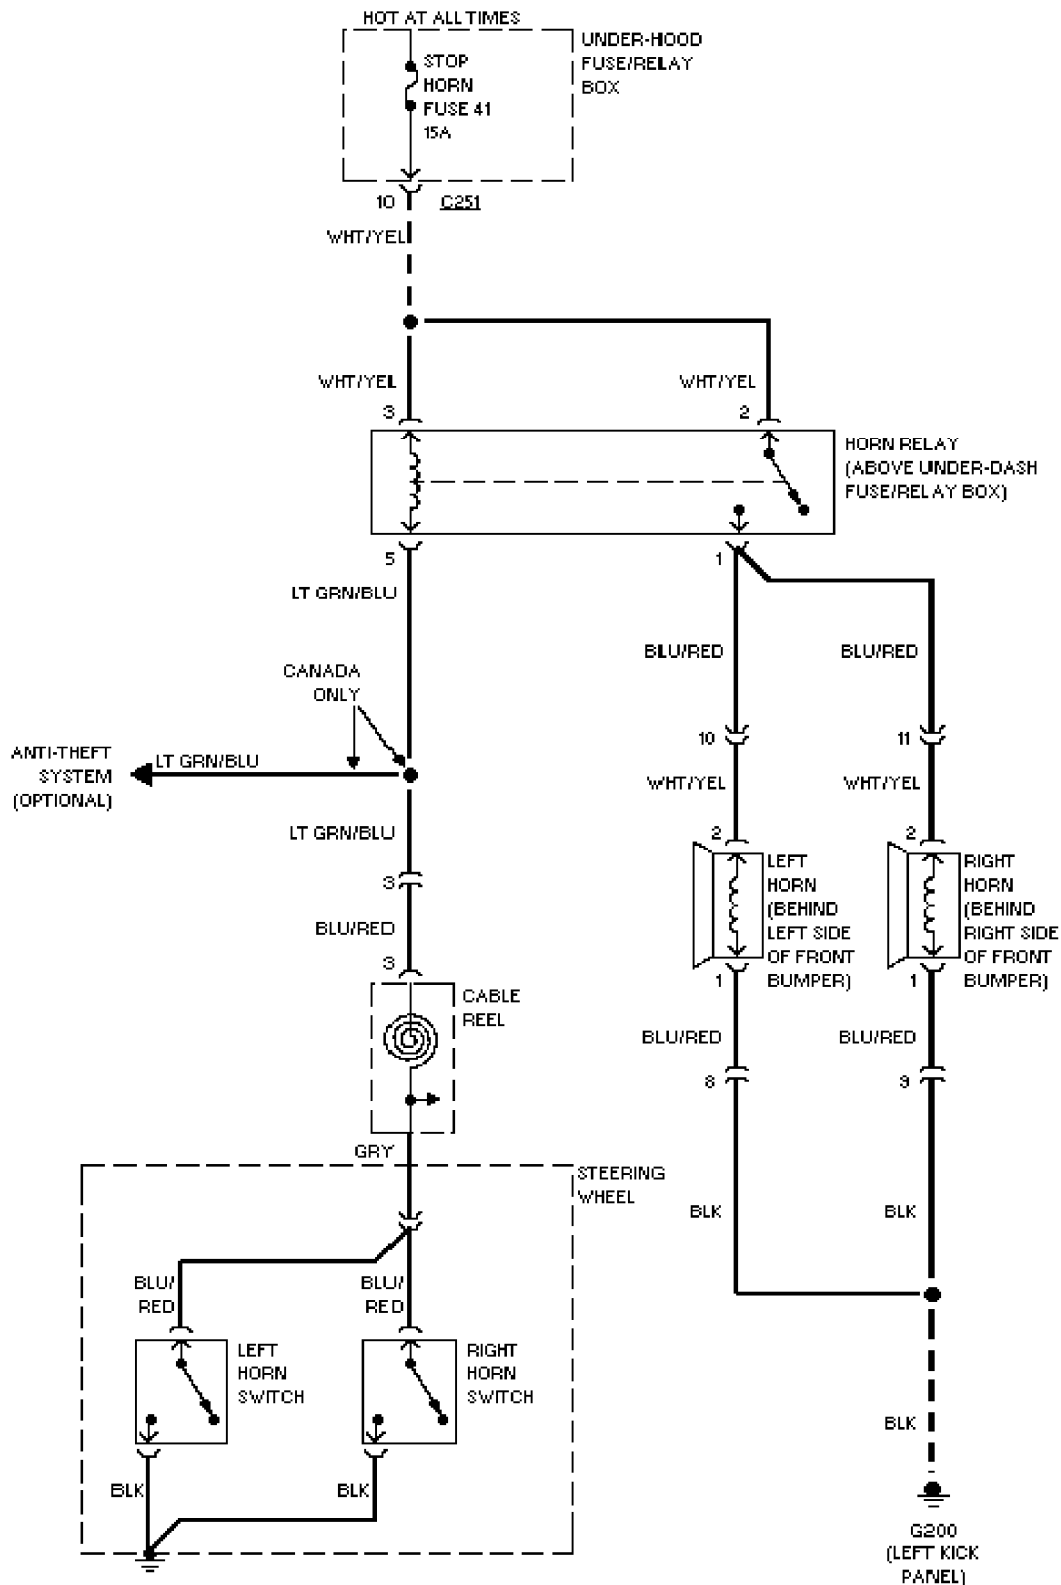 HOT AT ALL TIMES
UNDER-HOOD
FUSE/RELAY
BOX
STOP
HORN
FUSE 41
15A
10
C251
WHT/YEL
WHT/YEL
WHT/YEL
3
2
HORN RELAY
(ABOVE UNDER-DASH
FUSE/RELAY BOX)
5
1
LT GRN/BLU
BLU/RED
BLU/RED
CANADA
ONLY
10
11
ANTI-THEFT
SYSTEM
(OPTIONAL)
LT GRN/BLU
WHT/YEL
WHT/YEL
LT GRN/BLU
2
2
3
LEFT
HORN
(BEHIND
LEFT SIDE
OF FRONT
BUMPER)
RIGHT
HORN
(BEHIND
RIGHT SIDE
OF FRONT
BUMPER)
BLU/RED
3
1
1
CABLE
REEL
BLU/RED
BLU/RED
8
9
GRY
STEERING
WHEEL
BLK
BLK
BLU/
RED
BLU/
RED
LEFT
HORN
SWITCH
RIGHT
HORN
SWITCH
BLK
BLK
BLK
G200
(LEFT KICK
PANEL)